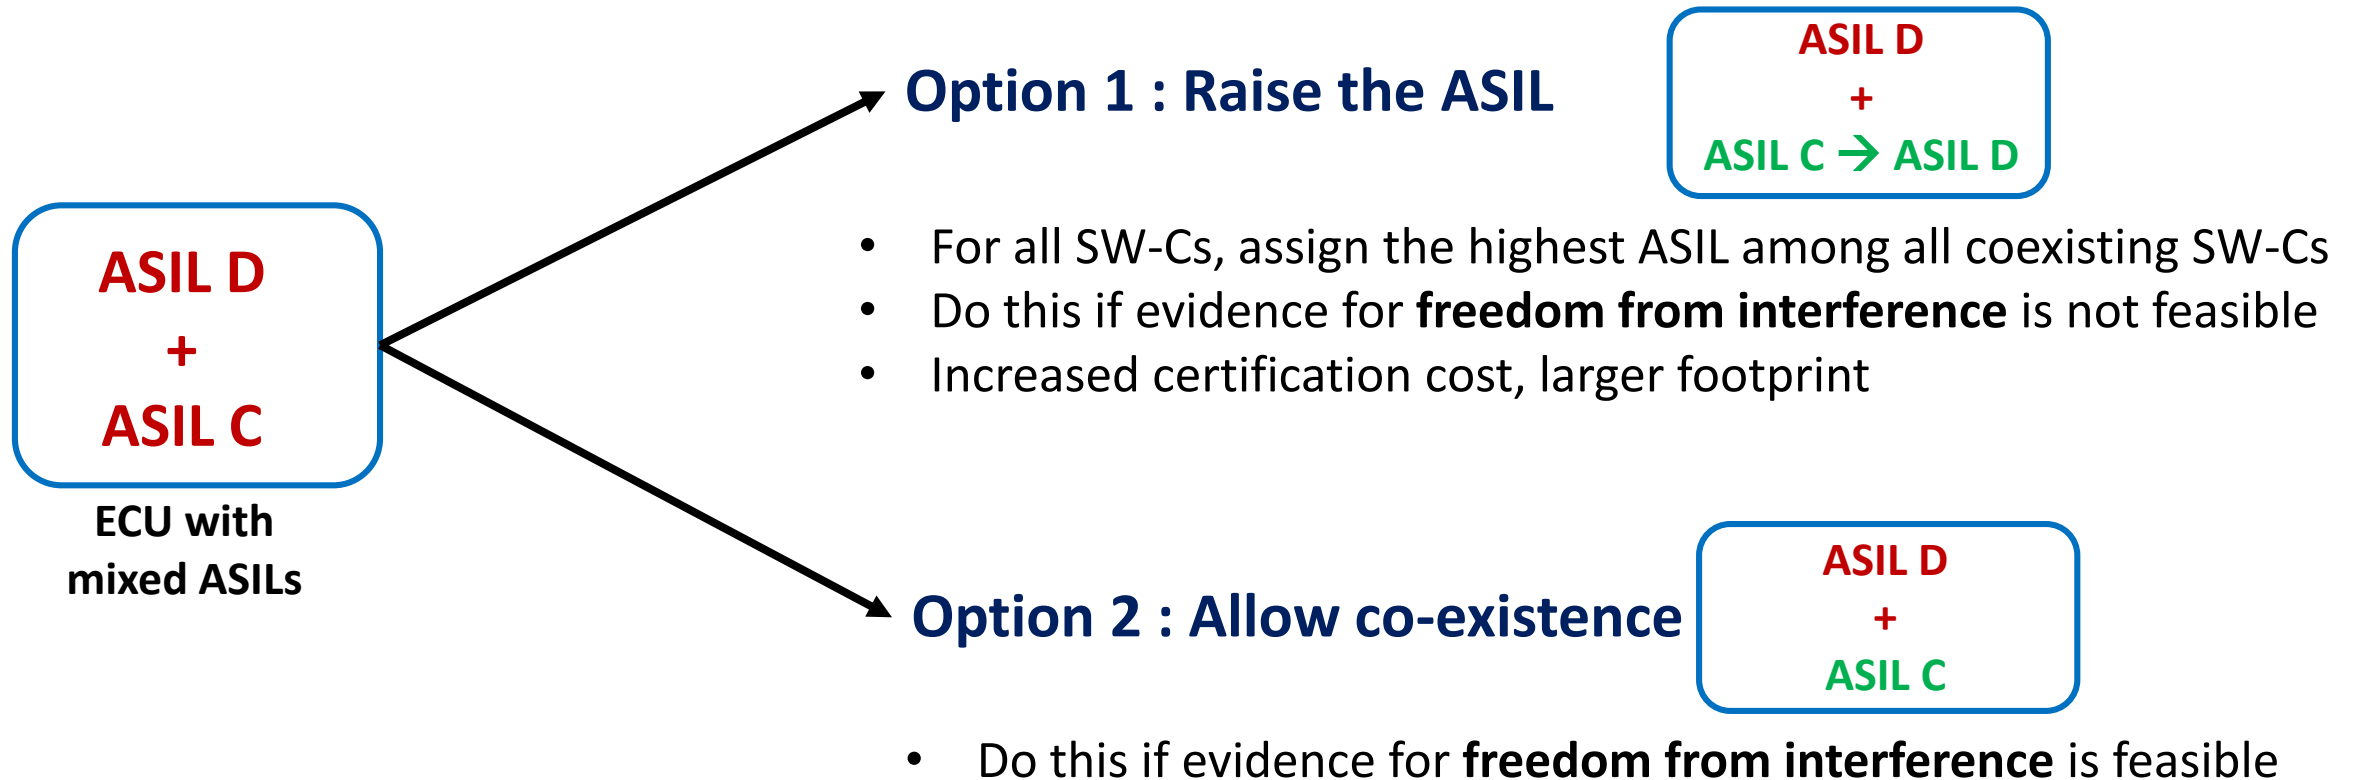 ASIL D
+
ASIL C
ECU with
mixed ASILs
Option 1 : Raise the ASIL
ASIL D
+
ASIL C → ASIL D
• For all SW-Cs, assign the highest ASIL among all coexisting SW-Cs
• Do this if evidence for freedom from interference is not feasible
• Increased certification cost, larger footprint
Option 2 : Allow co-existence
ASIL D
+
ASIL C
• Do this if evidence for freedom from interference is feasible